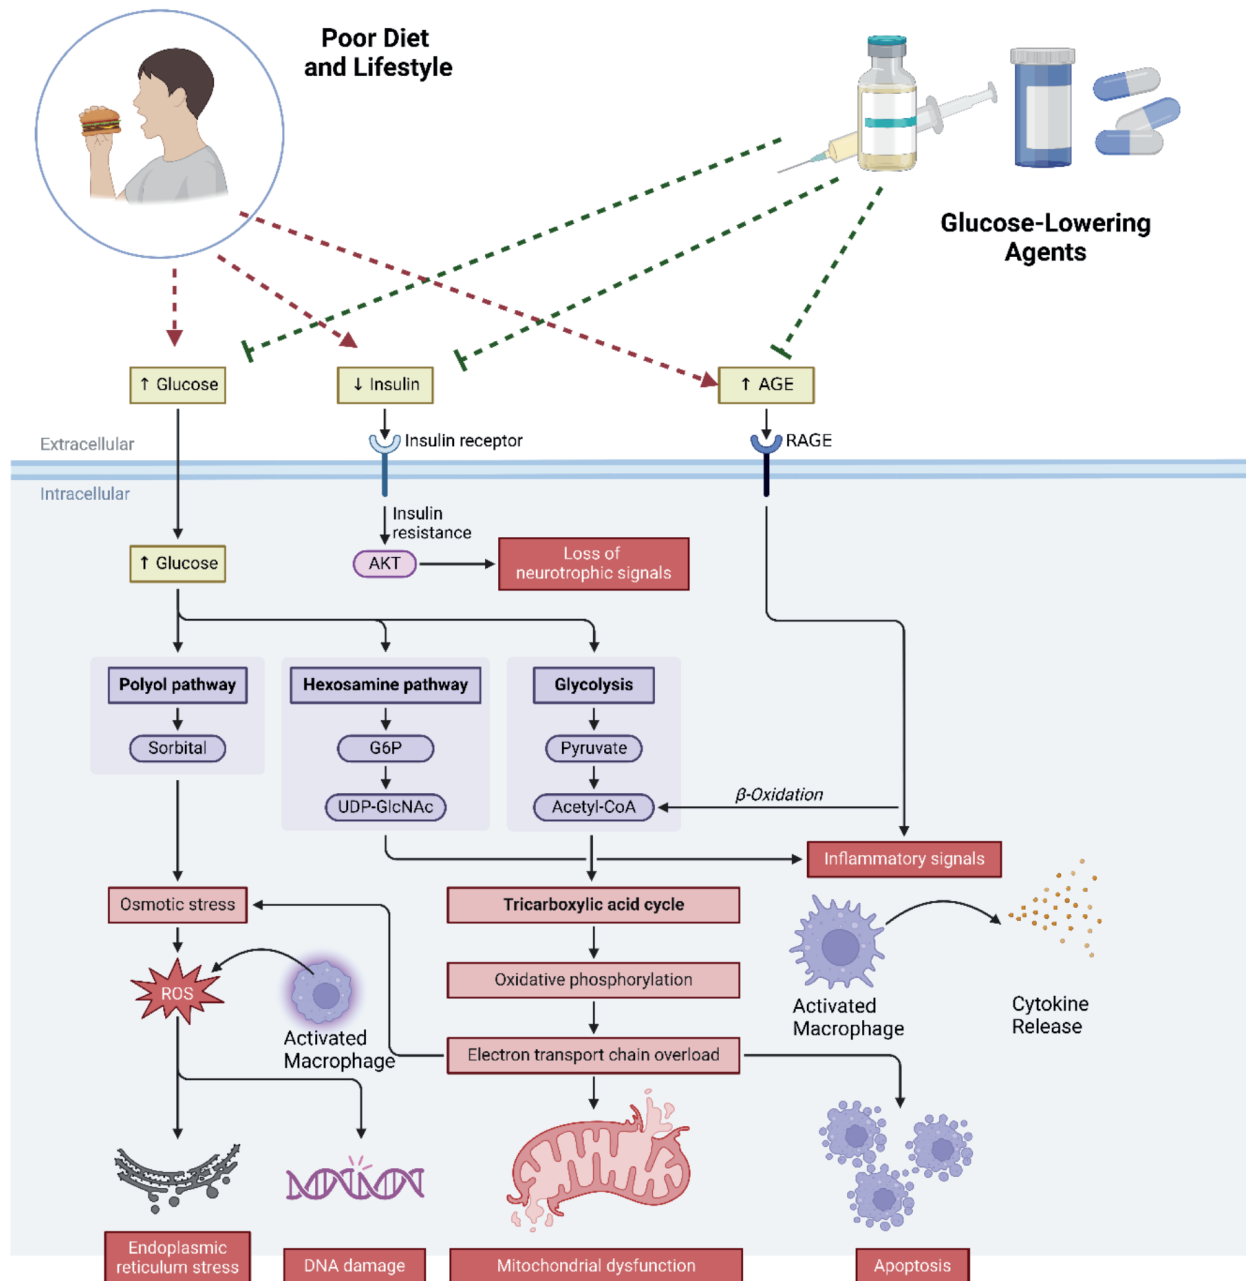 Poor Diet
and Lifestyle
Glucose-Lowering
Agents
↑ Glucose
↓ Insulin
↑ AGE
Extracellular
Insulin receptor
RAGE
Intracellular
Insulin
resistance
↑ Glucose
AKT
Loss of
neurotrophic signals
Polyol pathway
Hexosamine pathway
Glycolysis
Sorbital
G6P
Pyruvate
UDP-GlcNAc
Acetyl-CoA
β-Oxidation
Inflammatory signals
Osmotic stress
Tricarboxylic acid cycle
ROS
Oxidative phosphorylation
Activated
Macrophage
Activated
Macrophage
Cytokine
Release
Electron transport chain overload
Endoplasmic
reticulum stress
DNA damage
Mitochondrial dysfunction
Apoptosis